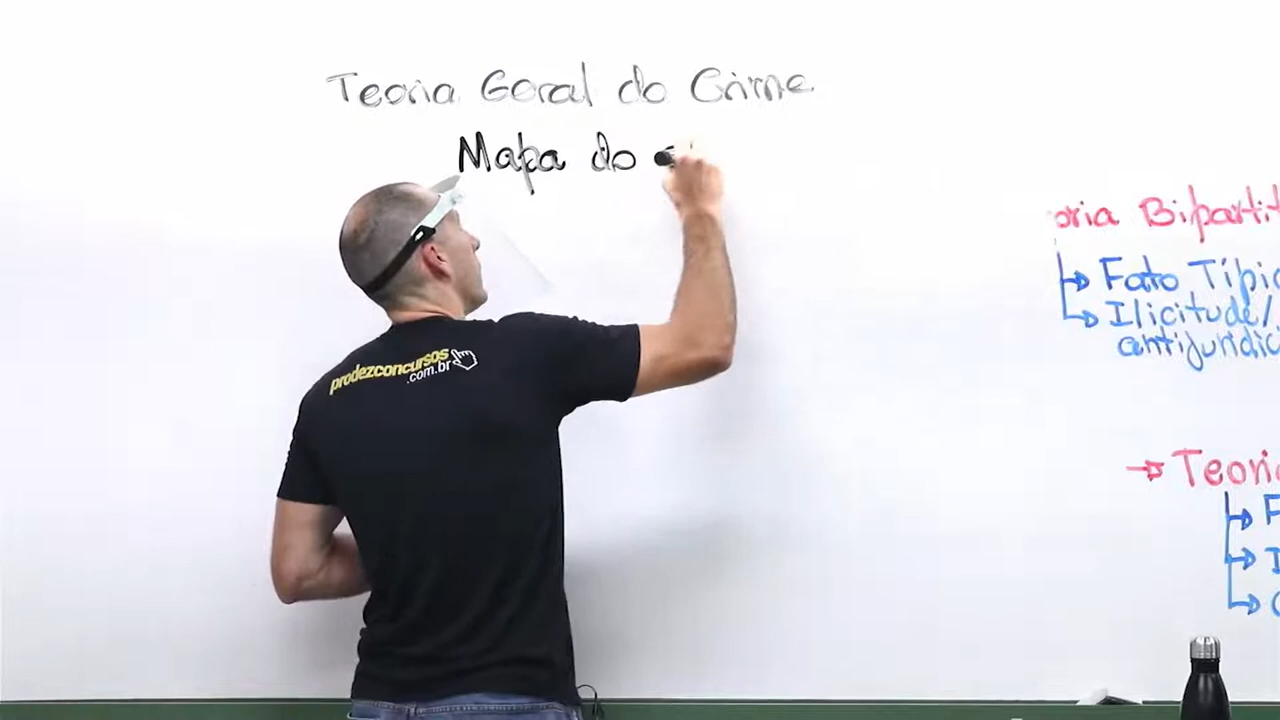 Teoria Geral do Crime
Mapa do
oria Bipartit
Fato Típic
Ilicitude/
antijurídic
prodezconcursos
.com.br
→ Teori
F
I
C